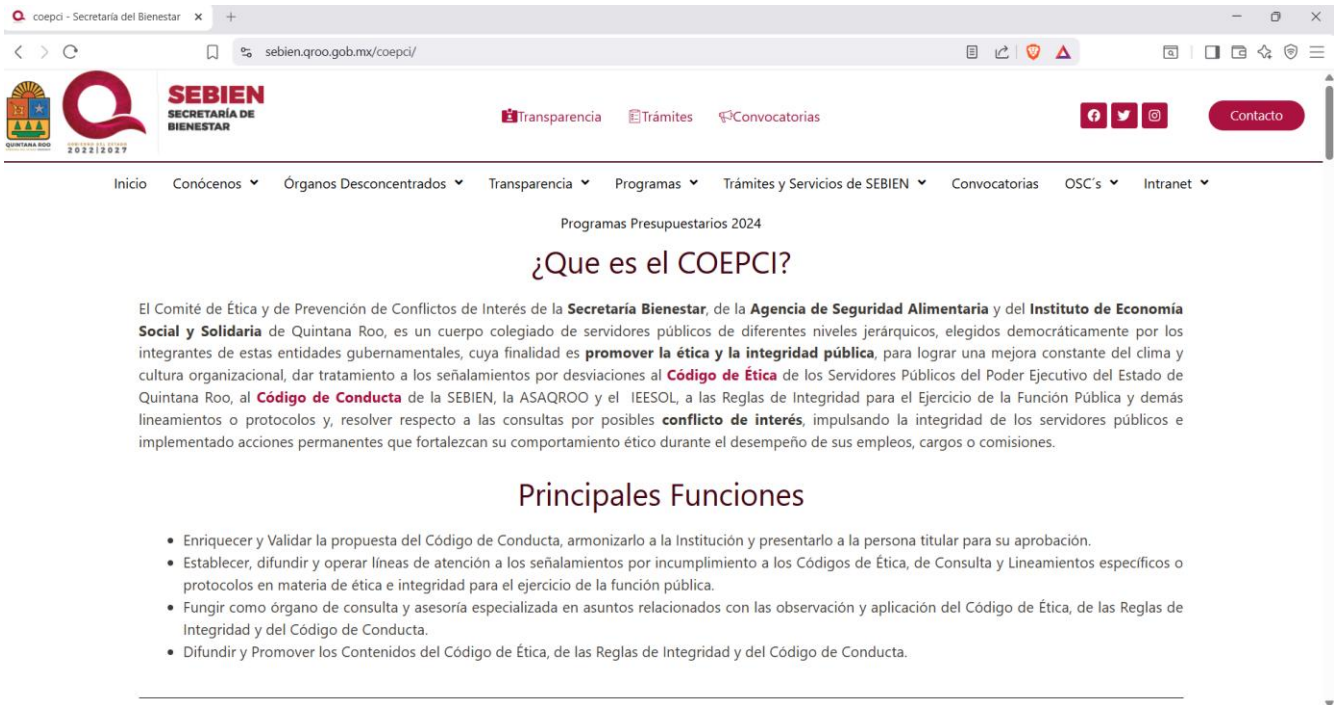 coepci - Secretaría del Bienestar
sebien.qroo.gob.mx/coepci/
QUINTANA ROO
2022|2027
SEBIEN
SECRETARÍA DE
BIENESTAR
Transparencia Trámites Convocatorias
Contacto
Inicio Conócenos Órganos Desconcentrados Transparencia Programas Trámites y Servicios de SEBIEN Convocatorias OSC´s Intranet
Programas Presupuestarios 2024
¿Que es el COEPCI?
El Comité de Ética y de Prevención de Conflictos de Interés de la Secretaría Bienestar, de la Agencia de Seguridad Alimentaria y del Instituto de Economía
Social y Solidaria de Quintana Roo, es un cuerpo colegiado de servidores públicos de diferentes niveles jerárquicos, elegidos democráticamente por los
integrantes de estas entidades gubernamentales, cuya finalidad es promover la ética y la integridad pública, para lograr una mejora constante del clima y
cultura organizacional, dar tratamiento a los señalamientos por desviaciones al Código de Ética de los Servidores Públicos del Poder Ejecutivo del Estado de
Quintana Roo, al Código de Conducta de la SEBIEN, la ASAQROO y el IEESOL, a las Reglas de Integridad para el Ejercicio de la Función Pública y demás
lineamientos o protocolos y, resolver respecto a las consultas por posibles conflicto de interés, impulsando la integridad de los servidores públicos e
implementado acciones permanentes que fortalezcan su comportamiento ético durante el desempeño de sus empleos, cargos o comisiones.
Principales Funciones
• Enriquecer y Validar la propuesta del Código de Conducta, armonizarlo a la Institución y presentarlo a la persona titular para su aprobación.
• Establecer, difundir y operar líneas de atención a los señalamientos por incumplimiento a los Códigos de Ética, de Consulta y Lineamientos específicos o
protocolos en materia de ética e integridad para el ejercicio de la función pública.
• Fungir como órgano de consulta y asesoría especializada en asuntos relacionados con las observación y aplicación del Código de Ética, de las Reglas de
Integridad y del Código de Conducta.
• Difundir y Promover los Contenidos del Código de Ética, de las Reglas de Integridad y del Código de Conducta.